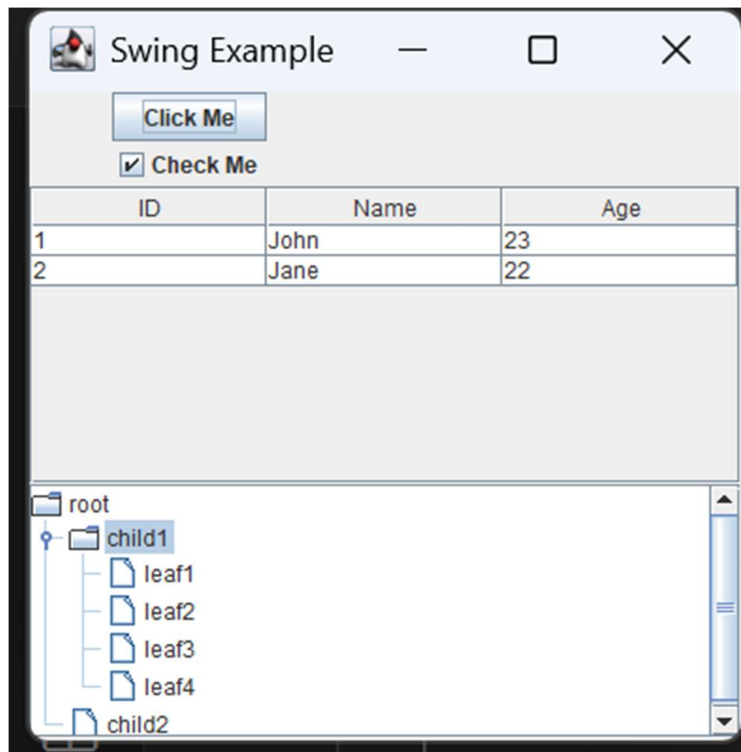 Swing Example
Click Me
Check Me
ID Name Age
1 John 23
2 Jane 22
root
child1
leaf1
leaf2
leaf3
leaf4
child2